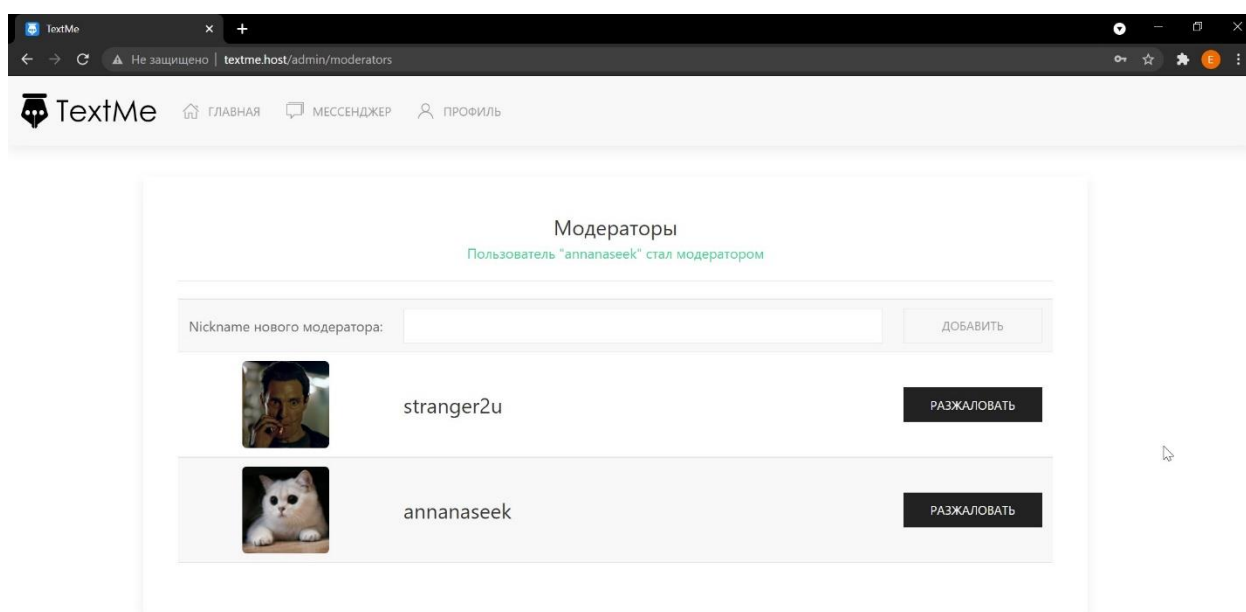 TextMe
Не защищено | textme.host/admin/moderators
E
TextMe ГЛАВНАЯ МЕССЕНДЖЕР ПРОФИЛЬ
Модераторы
Пользователь "annanaseek" стал модератором
Nickname нового модератора: ДОБАВИТЬ
stranger2u РАЗЖАЛОВАТЬ
annanaseek РАЗЖАЛОВАТЬ